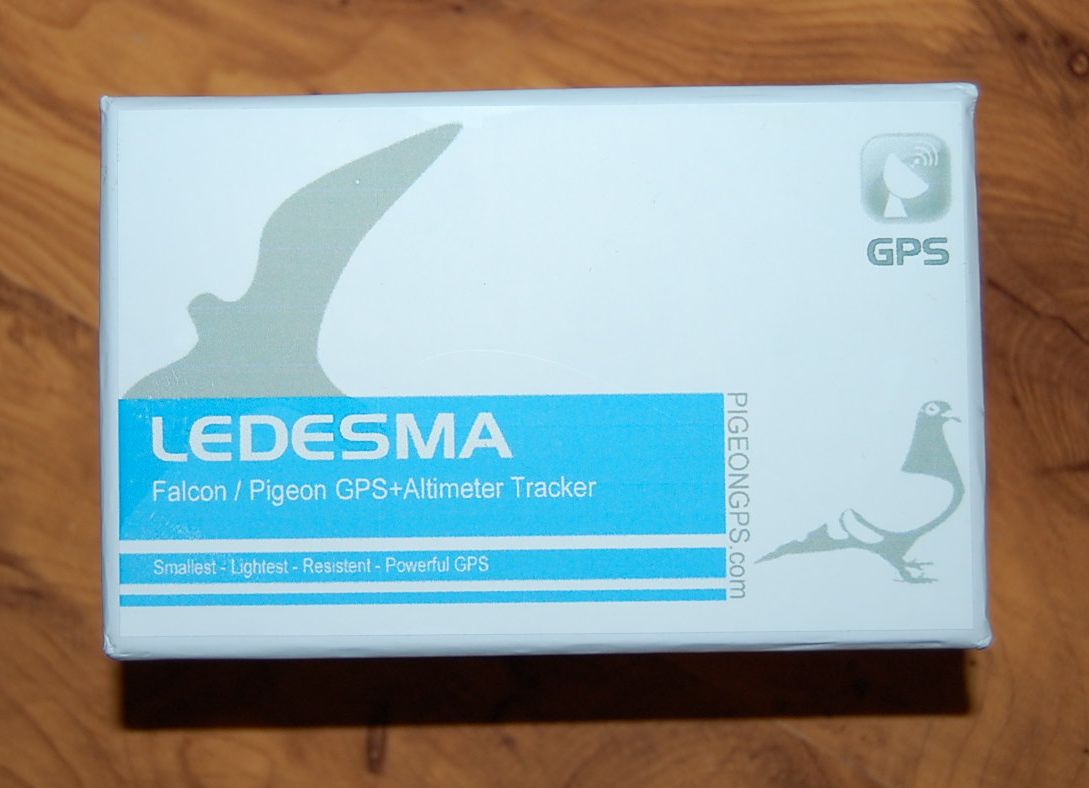 GPS
LEDESMA
Falcon / Pigeon GPS+Altimeter Tracker
Smallest - Lightest - Resistent - Powerful GPS
PIGEONGPS.com